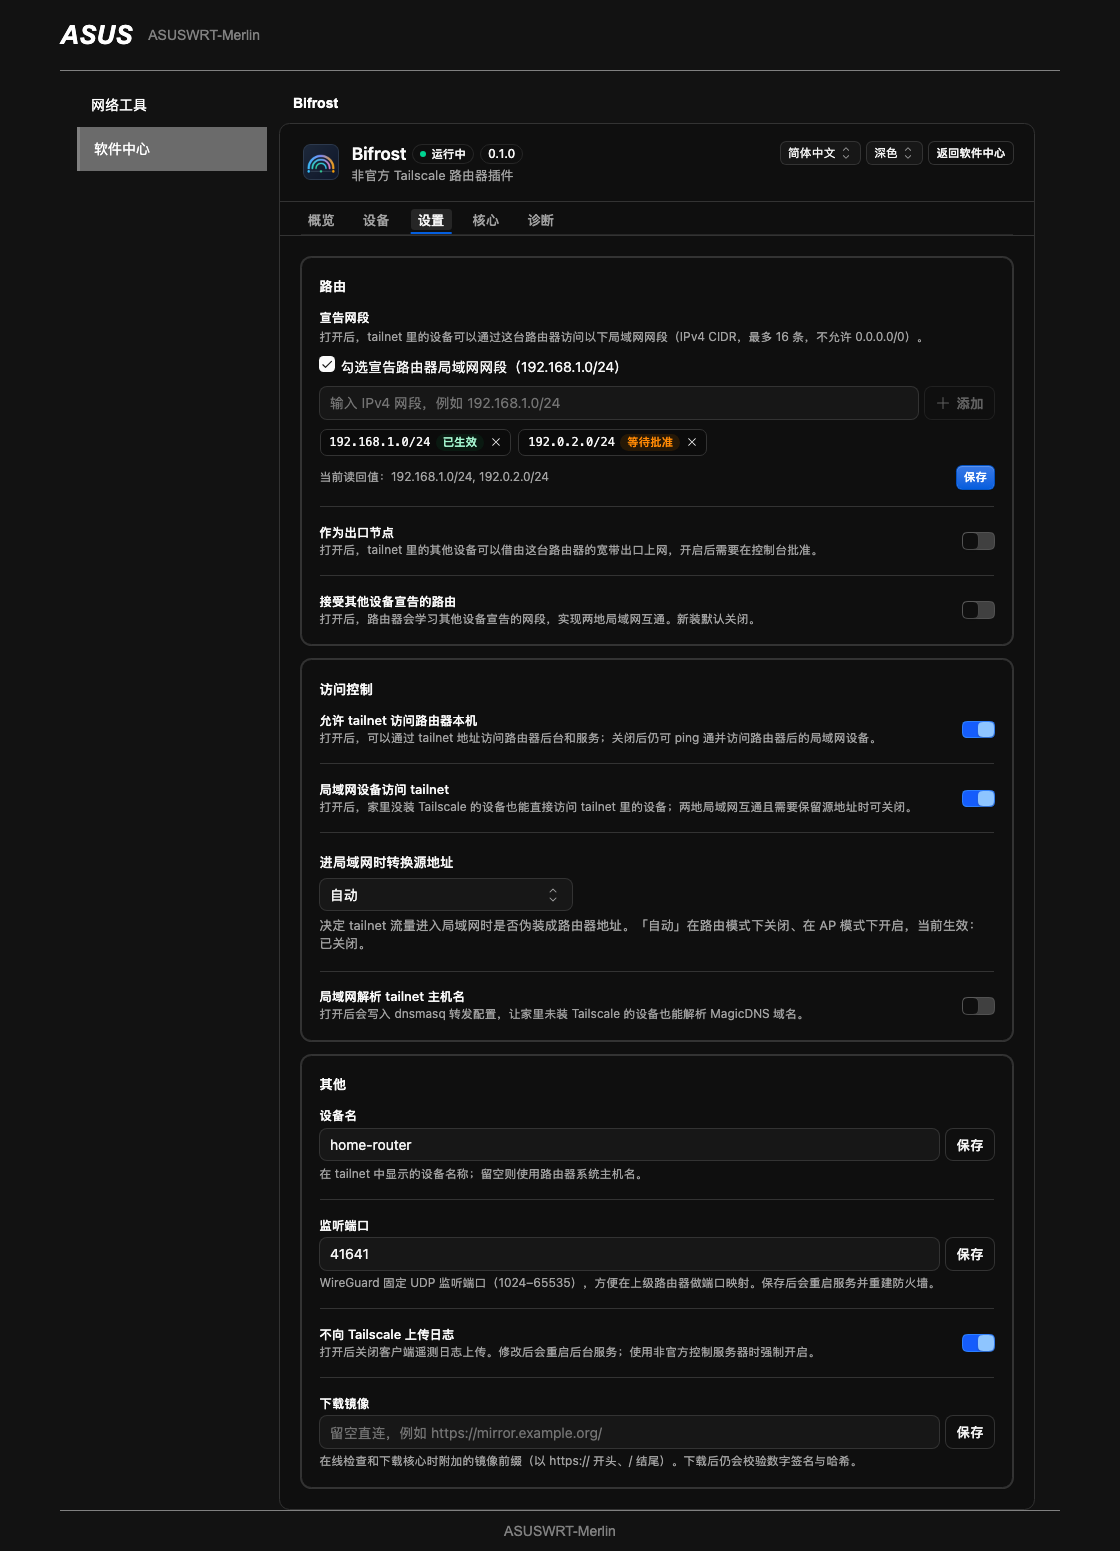 ASUS ASUSWRT-Merlin
网络工具
软件中心
Bifrost
Bifrost 运行中 0.1.0
非官方 Tailscale 路由器插件
简体中文 深色 返回软件中心
概览 设备 设置 核心 诊断
路由
宣告网段
打开后，tailnet 里的设备可以通过这台路由器访问以下局域网网段（IPv4 CIDR，最多 16 条，不允许 0.0.0.0/0）。
勾选宣告路由器局域网网段（192.168.1.0/24）
输入 IPv4 网段，例如 192.168.1.0/24 添加
192.168.1.0/24 已生效 192.0.2.0/24 等待批准
当前读回值：192.168.1.0/24, 192.0.2.0/24 保存
作为出口节点
打开后，tailnet 里的其他设备可以借由这台路由器的宽带出口上网，开启后需要在控制台批准。
接受其他设备宣告的路由
打开后，路由器会学习其他设备宣告的网段，实现两地局域网互通。新装默认关闭。
访问控制
允许 tailnet 访问路由器本机
打开后，可以通过 tailnet 地址访问路由器后台和服务；关闭后仍可 ping 通并访问路由器后的局域网设备。
局域网设备访问 tailnet
打开后，家里没装 Tailscale 的设备也能直接访问 tailnet 里的设备；两地局域网互通且需要保留源地址时可关闭。
进局域网时转换源地址
自动
决定 tailnet 流量进入局域网时是否伪装成路由器地址。「自动」在路由模式下关闭、在 AP 模式下开启，当前生效：
已关闭。
局域网解析 tailnet 主机名
打开后会写入 dnsmasq 转发配置，让家里未装 Tailscale 的设备也能解析 MagicDNS 域名。
其他
设备名
home-router 保存
在 tailnet 中显示的设备名称；留空则使用路由器系统主机名。
监听端口
41641 保存
WireGuard 固定 UDP 监听端口（1024–65535），方便在上级路由器做端口映射。保存后会重启服务并重建防火墙。
不向 Tailscale 上传日志
打开后关闭客户端遥测日志上传。修改后会重启后台服务；使用非官方控制服务器时强制开启。
下载镜像
留空直连，例如 https://mirror.example.org/ 保存
在线检查和下载核心时附加的镜像前缀（以 https:// 开头、/ 结尾）。下载后仍会校验数字签名与哈希。
ASUSWRT-Merlin